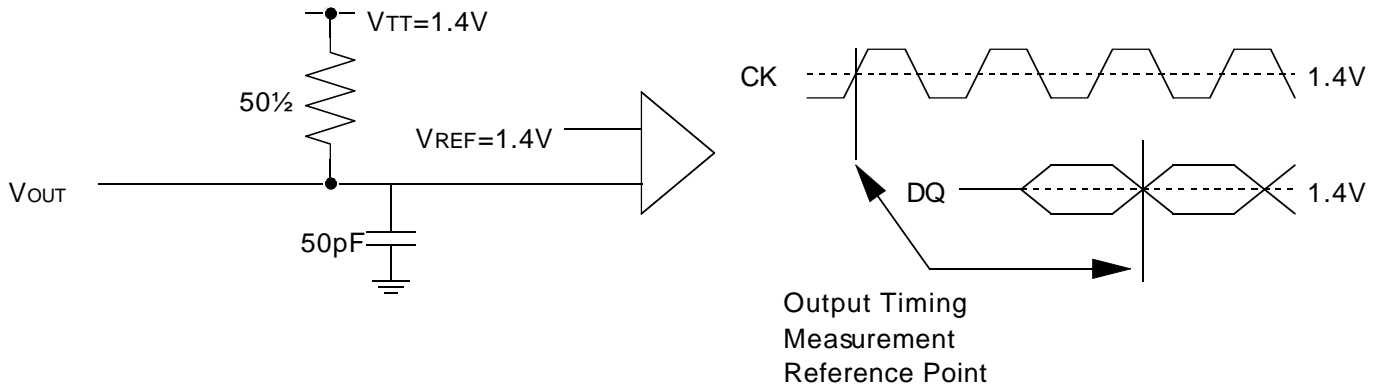 VTT=1.4V
50½
VREF=1.4V
VOUT
50pF
CK
1.4V
DQ
1.4V
Output Timing
Measurement
Reference Point